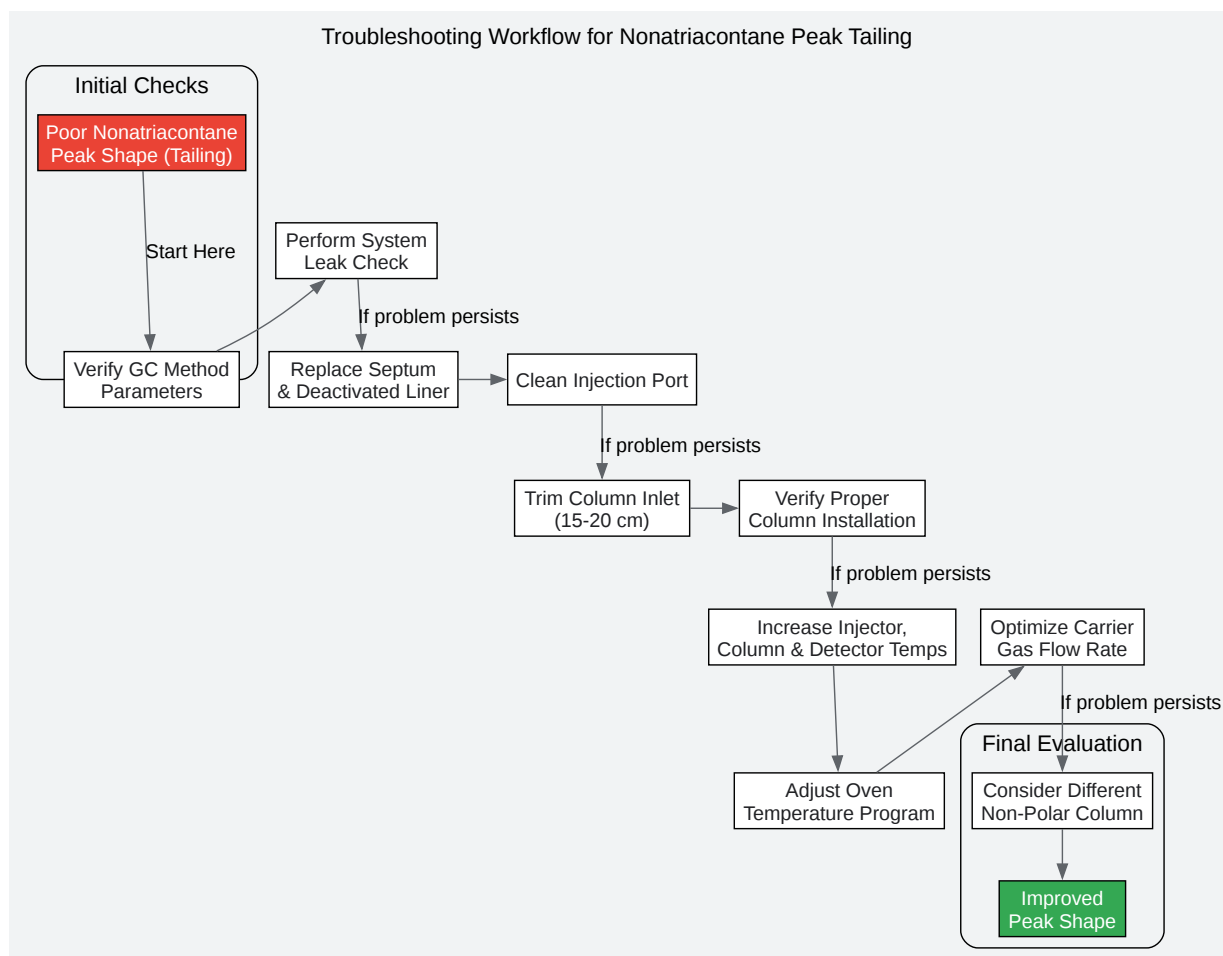 Troubleshooting Workflow for Nonatriacontane Peak Tailing
Initial Checks
Poor Nonatriacontane
Peak Shape (Tailing)
Start Here
Perform System
Leak Check
If problem persists
Verify GC Method
Parameters
Replace Septum
& Deactivated Liner
Clean Injection Port
If problem persists
Trim Column Inlet
(15-20 cm)
Verify Proper
Column Installation
If problem persists
Increase Injector,
Column & Detector Temps
Optimize Carrier
Gas Flow Rate
If problem persists
Final Evaluation
Adjust Oven
Temperature Program
Consider Different
Non-Polar Column
Improved
Peak Shape